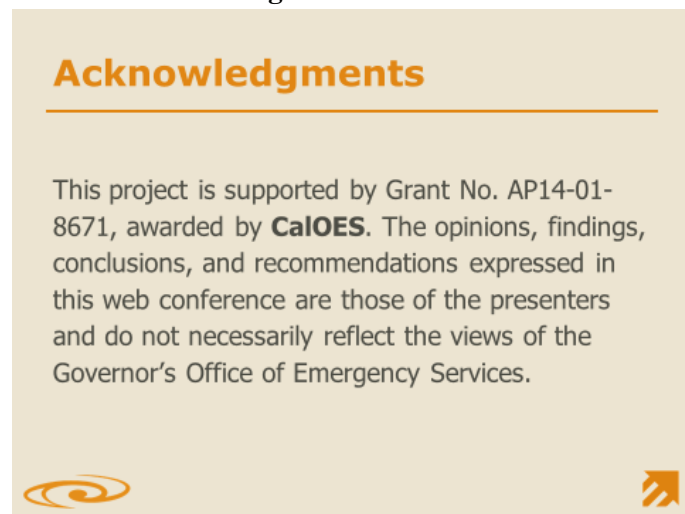 Acknowledgments
This project is supported by Grant No. AP14-01-
8671, awarded by CalOES. The opinions, findings,
conclusions, and recommendations expressed in
this web conference are those of the presenters
and do not necessarily reflect the views of the
Governor’s Office of Emergency Services.